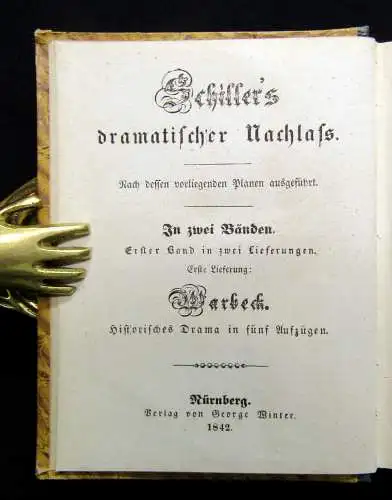 Schiller's
dramatischer Nachlaß.
Nach dessen vorliegenden Planen ausgeführt.
In zwei Bänden.
Erster Band in zwei Lieferungen.
Erste Lieferung:
Warbeck.
Historisches Drama in fünf Aufzügen.
Nürnberg.
Verlag von George Winter.
1842.